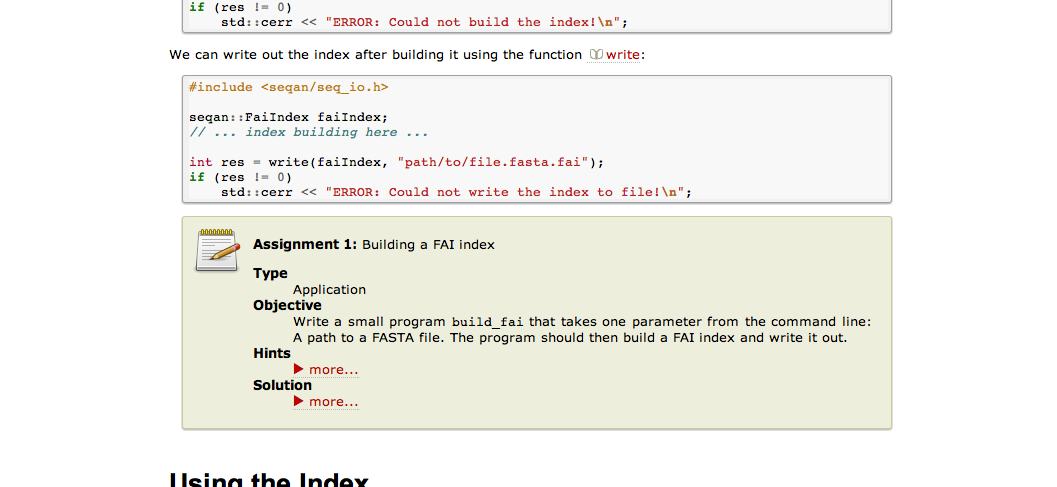 if (res != 0)
    std::cerr << "ERROR: Could not build the index!\n";
We can write out the index after building it using the function write:
#include <seqan/seq_io.h>
seqan::FaiIndex faiIndex;
// ... index building here ...
int res = write(faiIndex, "path/to/file.fasta.fai");
if (res != 0)
    std::cerr << "ERROR: Could not write the index to file!\n";
Assignment 1: Building a FAI index
Type
Application
Objective
Write a small program build_fai that takes one parameter from the command line:
A path to a FASTA file. The program should then build a FAI index and write it out.
Hints
▶ more...
Solution
▶ more...
Using the Index